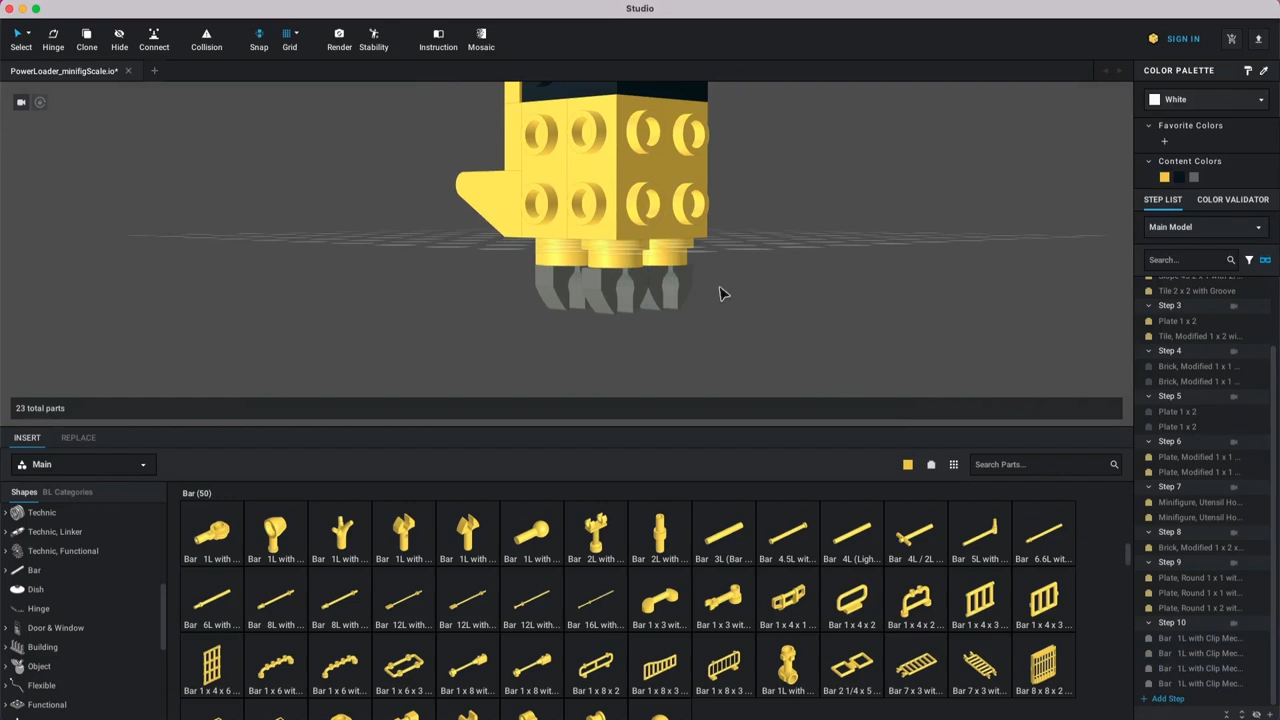 Studio
Select
Hinge
Clone
Hide
Connect
Collision
Snap
Grid
Render
Stability
Instruction
Mosaic
SIGN IN
PowerLoader_minifigScale.io*
COLOR PALETTE
White
Favorite Colors
Content Colors
STEP LIST
COLOR VALIDATOR
Main Model
Search...
Tile 2 x 2 with Groove
Step 3
Plate 1 x 2
Tile, Modified 1 x 2 wi...
Step 4
Brick, Modified 1 x 1 ...
Brick, Modified 1 x 1 ...
Step 5
Plate 1 x 2
Plate 1 x 2
Step 6
Plate, Modified 1 x 1 ...
Plate, Modified 1 x 1 ...
Step 7
Minifigure, Utensil Ho...
Minifigure, Utensil Ho...
Step 8
Brick, Modified 1 x 2 x...
Step 9
Plate, Round 1 x 1 wit...
Plate, Round 1 x 1 wit...
Plate, Round 1 x 2 wit...
Step 10
Bar 1L with Clip Mec...
Bar 1L with Clip Mec...
Bar 1L with Clip Mec...
Bar 1L with Clip Mec...
+ Add Step
23 total parts
INSERT
REPLACE
Main
Search Parts...
Shapes
BL Categories
Technic
Technic, Linker
Technic, Functional
Bar
Dish
Hinge
Door & Window
Building
Object
Flexible
Functional
Bar (50)
Bar 1L with ...
Bar 1L with ...
Bar 1L with ...
Bar 1L with ...
Bar 1L with ...
Bar 1L with ...
Bar 2L with ...
Bar 2L with ...
Bar 3L (Bar ...
Bar 4.5L wit...
Bar 4L (Ligh...
Bar 4L / 2L ...
Bar 5L with ...
Bar 6.6L wit...
Bar 6L with ...
Bar 8L with ...
Bar 8L with ...
Bar 12L with ...
Bar 12L with ...
Bar 12L with ...
Bar 16L with ...
Bar 1 x 3 wit...
Bar 1 x 3 wit...
Bar 1 x 4 x 1 ...
Bar 1 x 4 x 2
Bar 1 x 4 x 2 ...
Bar 1 x 4 x 3 ...
Bar 1 x 4 x 3 ...
Bar 1 x 4 x 6 ...
Bar 1 x 6 wit...
Bar 1 x 6 wit...
Bar 1 x 6 x 3 ...
Bar 1 x 8 wit...
Bar 1 x 8 wit...
Bar 1 x 8 x 2
Bar 1 x 8 x 3 ...
Bar 1 x 8 x 3 ...
Bar 1L with ...
Bar 2 1/4 x 5 ...
Bar 7 x 3 wit...
Bar 7 x 3 wit...
Bar 8 x 8 x 2 ...